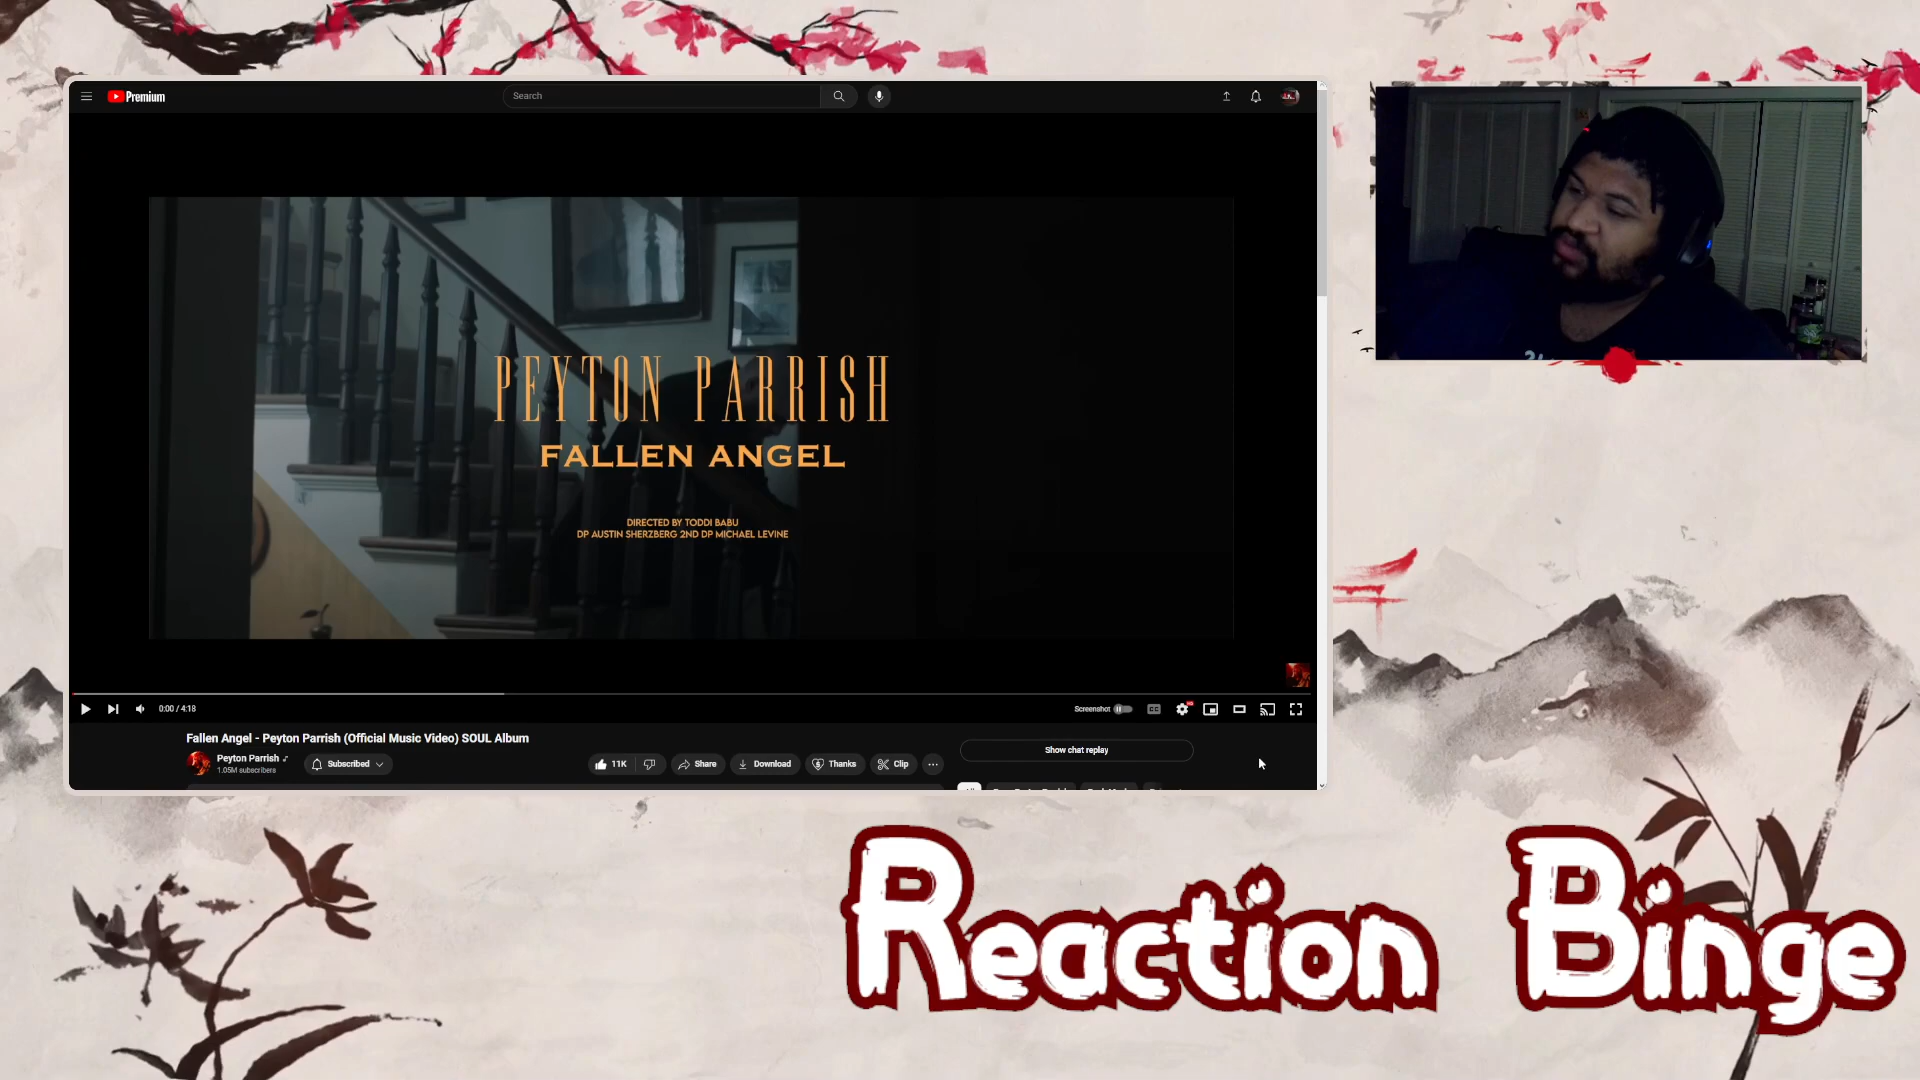 Premium
Search
PEYTON PARRISH
FALLEN ANGEL
DIRECTED BY TODDI BABU
DP AUSTIN SHERZBERG 2ND DP MICHAEL LEVINE
0:00 / 4:18
Screenshot
CC
HD
Fallen Angel - Peyton Parrish (Official Music Video) SOUL Album
Peyton Parrish
1.05M subscribers
Subscribed
11K
Share
Download
Thanks
Clip
Show chat replay
Reaction Binge